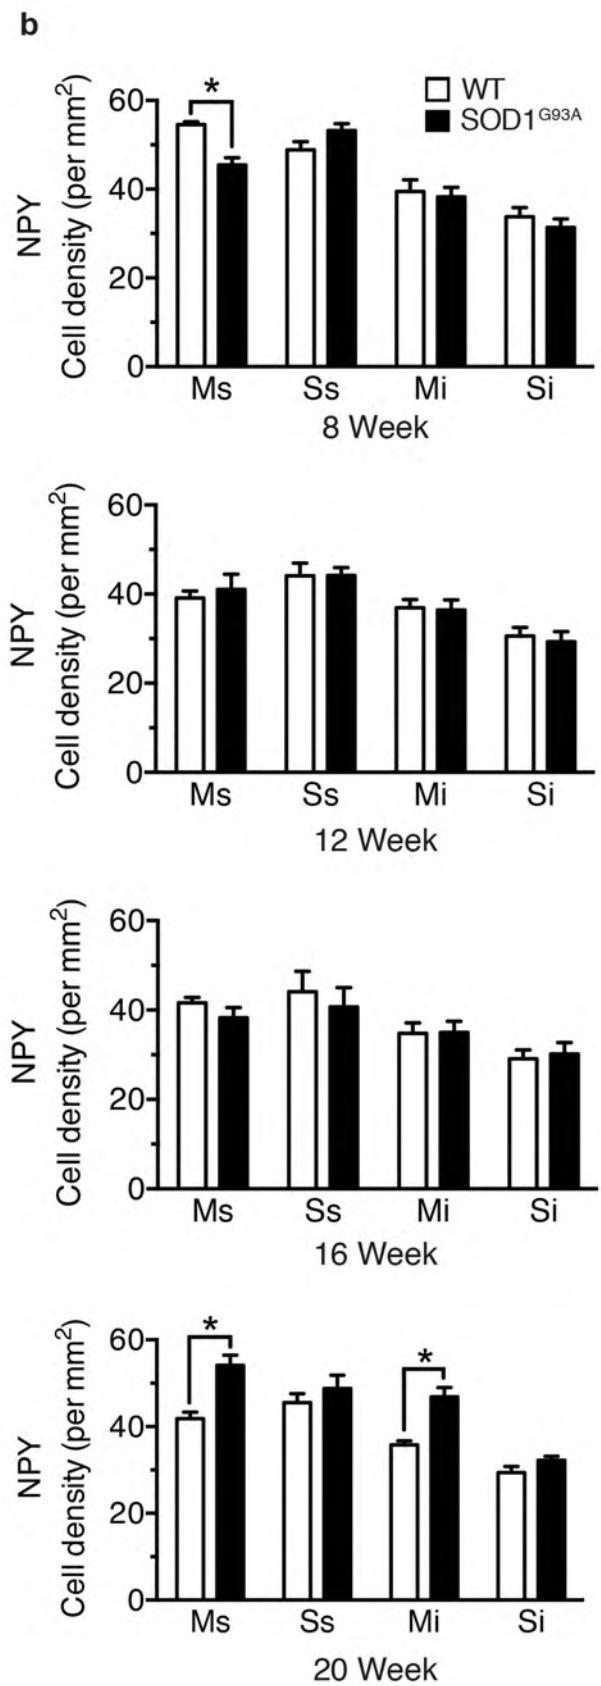 b
WT
SOD1G93A
NPY
Cell density (per mm2)
60
40
20
0
*
Ms Ss Mi Si
8 Week
NPY
Cell density (per mm2)
60
40
20
0
Ms Ss Mi Si
12 Week
NPY
Cell density (per mm2)
60
40
20
0
Ms Ss Mi Si
16 Week
NPY
Cell density (per mm2)
60
40
20
0
*
*
Ms Ss Mi Si
20 Week